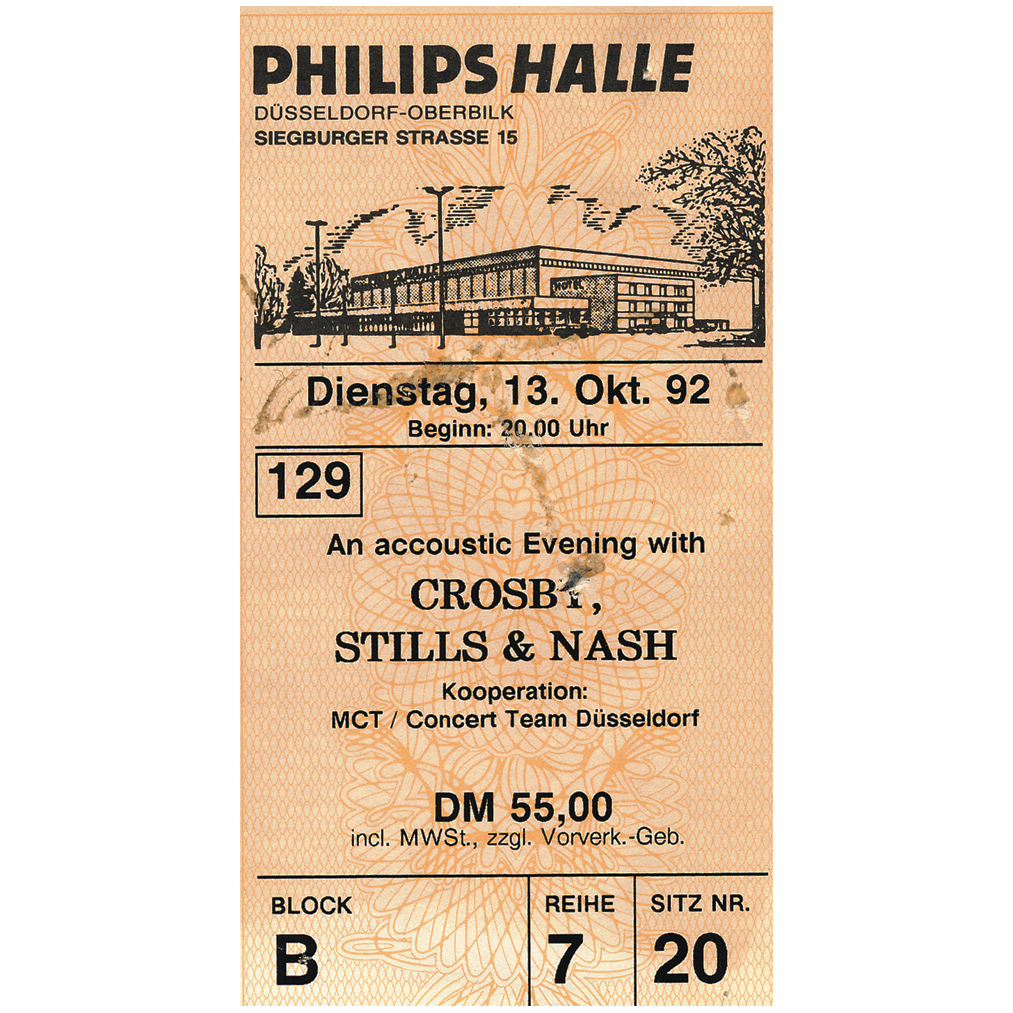 PHILIPS HALLE
DÜSSELDORF-OBERBILK
SIEGBURGER STRASSE 15
Dienstag, 13. Okt. 92
Beginn: 20.00 Uhr
129
An accoustic Evening with
CROSBY,
STILLS & NASH
Kooperation:
MCT / Concert Team Düsseldorf
DM 55,00
incl. MWSt., zzgl. Vorverk.-Geb.
BLOCK REIHE SITZ NR.
B 7 20